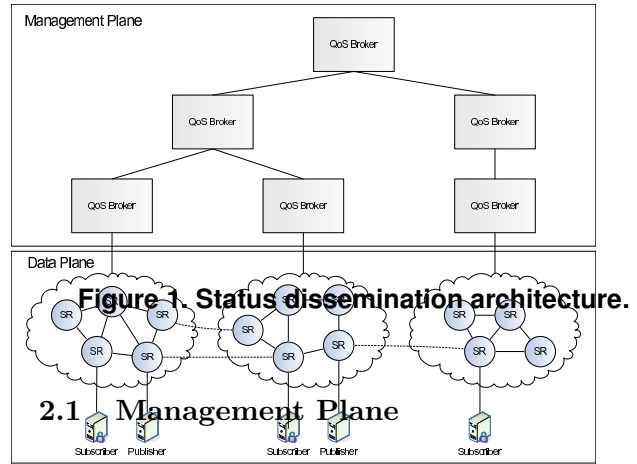 Management Plane
QoS Broker
QoS Broker QoS Broker
QoS Broker QoS Broker QoS Broker
Data Plane
SR SR SR
Figure 1. Status dissemination architecture.
SR SR SR SR
SR
SR SR SR SR SR SR
2.1 Management Plane
Subscriber Publisher Subscriber Publisher Subscriber